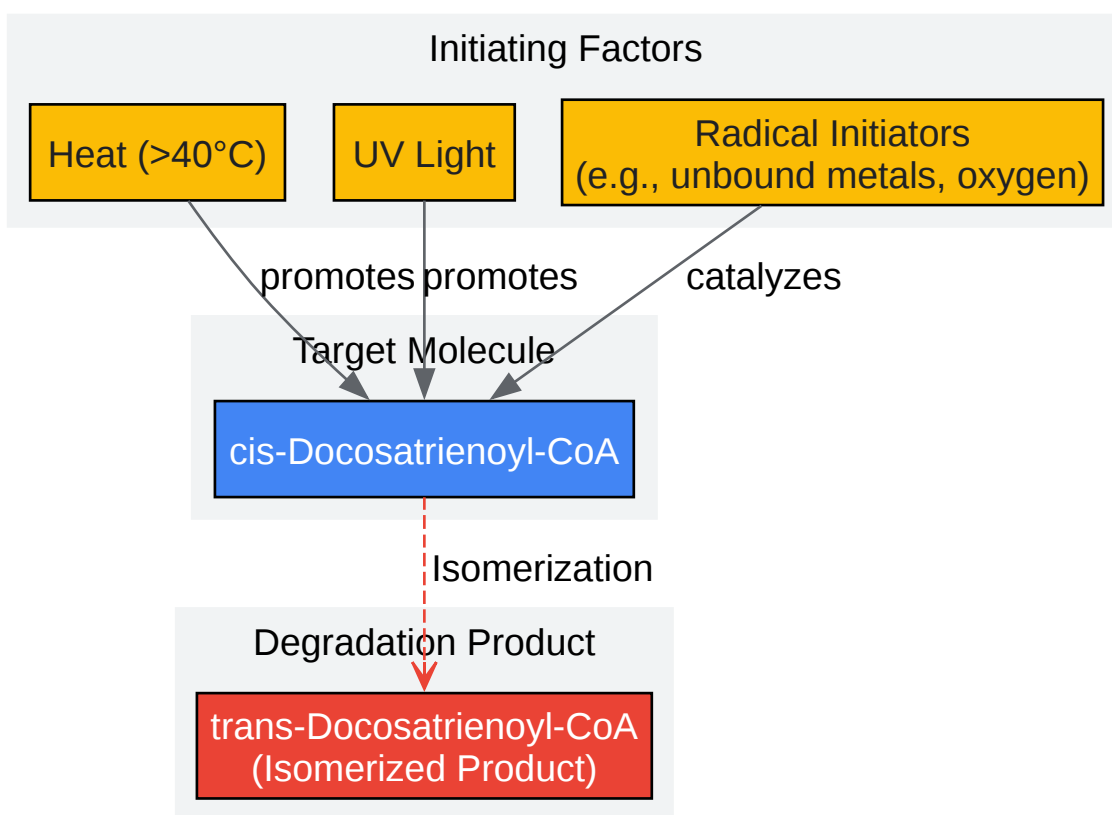 Initiating Factors
Heat (>40°C)
UV Light
Radical Initiators
(e.g., unbound metals, oxygen)
promotes
promotes
catalyzes
Target Molecule
cis-Docosatrienoyl-CoA
Isomerization
Degradation Product
trans-Docosatrienoyl-CoA
(Isomerized Product)